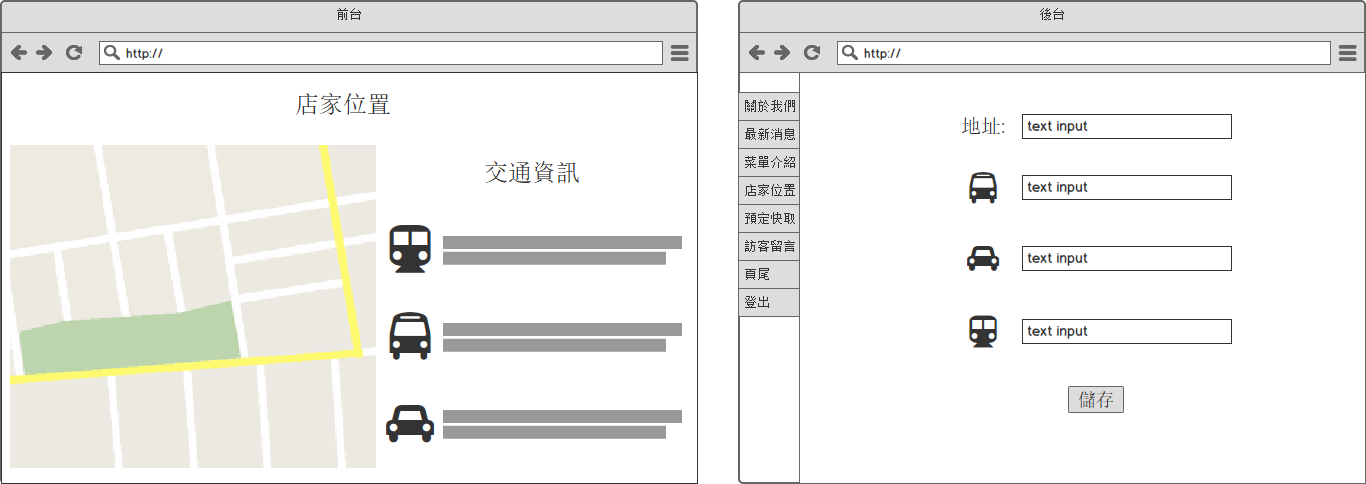 前台
http://
店家位置
交通資訊
後台
http://
關於我們
最新消息
菜單介紹
店家位置
預定快取
訪客留言
頁尾
登出
地址: text input
text input
text input
text input
儲存